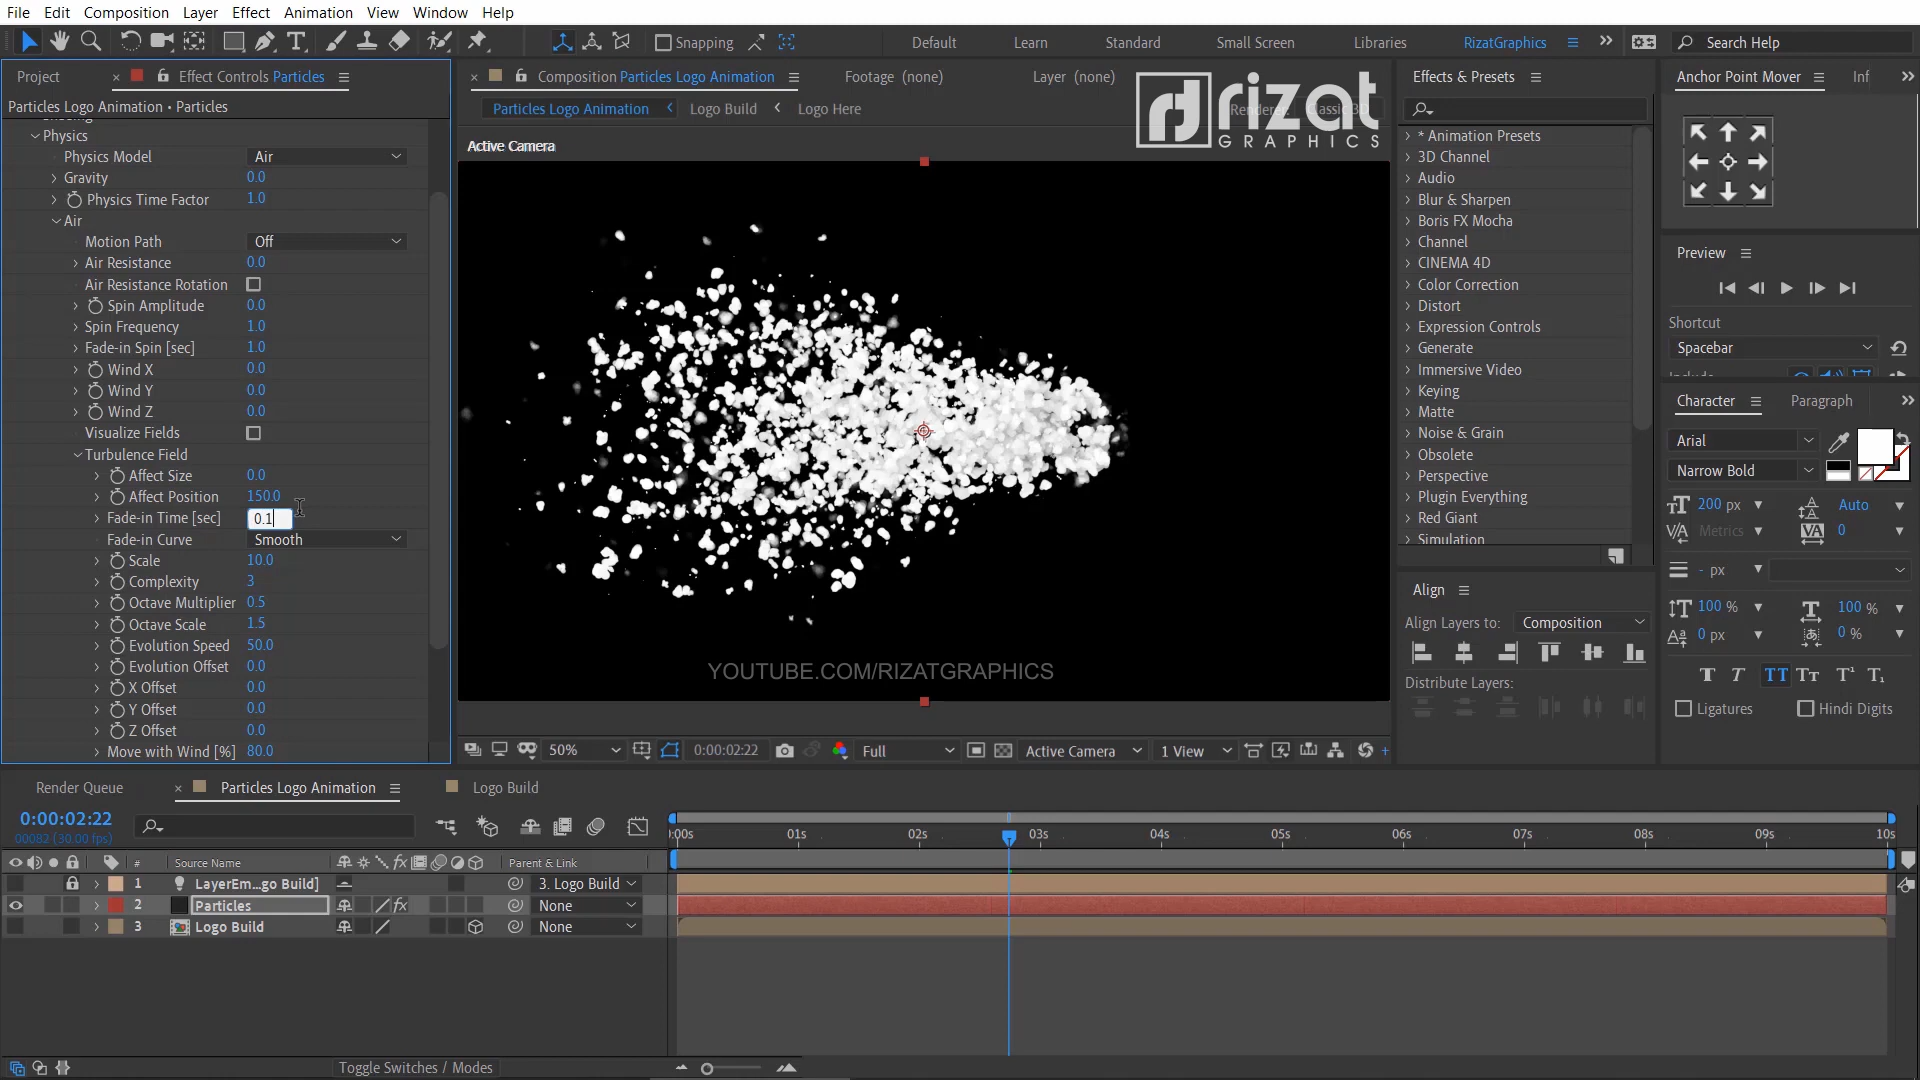 File Edit Composition Layer Effect Animation View Window Help
Snapping Default Learn Standard Small Screen Libraries RizatGraphics Search Help
Project Effect Controls Particles
Particles Logo Animation • Particles
Physics
Physics Model Air
Gravity 0.0
Physics Time Factor 1.0
Air
Motion Path Off
Air Resistance 0.0
Air Resistance Rotation
Spin Amplitude 0.0
Spin Frequency 1.0
Fade-in Spin [sec] 1.0
Wind X 0.0
Wind Y 0.0
Wind Z 0.0
Visualize Fields
Turbulence Field
Affect Size 0.0
Affect Position 150.0
Fade-in Time [sec] 0.1
Fade-in Curve Smooth
Scale 10.0
Complexity 3
Octave Multiplier 0.5
Octave Scale 1.5
Evolution Speed 50.0
Evolution Offset 0.0
X Offset 0.0
Y Offset 0.0
Z Offset 0.0
Move with Wind [%] 80.0
Composition Particles Logo Animation Footage (none) Layer (none)
Particles Logo Animation Logo Build Logo Here
rizat
GRAPHICS
Active Camera
YOUTUBE.COM/RIZATGRAPHICS
50% 0:00:02:22 Full Active Camera 1 View
Effects & Presets
* Animation Presets
3D Channel
Audio
Blur & Sharpen
Boris FX Mocha
Channel
CINEMA 4D
Color Correction
Distort
Expression Controls
Generate
Immersive Video
Keying
Matte
Noise & Grain
Obsolete
Perspective
Plugin Everything
Red Giant
Simulation
Align
Align Layers to: Composition
Distribute Layers:
Anchor Point Mover Inf
Preview
Shortcut
Spacebar
Character Paragraph
Arial
Narrow Bold
200 px Auto
Metrics 0
- px
100 % 100 %
0 px 0 %
Ligatures Hindi Digits
Render Queue Particles Logo Animation Logo Build
0:00:02:22
00082 (30.00 fps)
:00s 01s 02s 03s 04s 05s 06s 07s 08s 09s 10s
# Source Name Parent & Link
1 LayerEm...go Build] 3. Logo Build
2 Particles None
3 Logo Build None
Toggle Switches / Modes